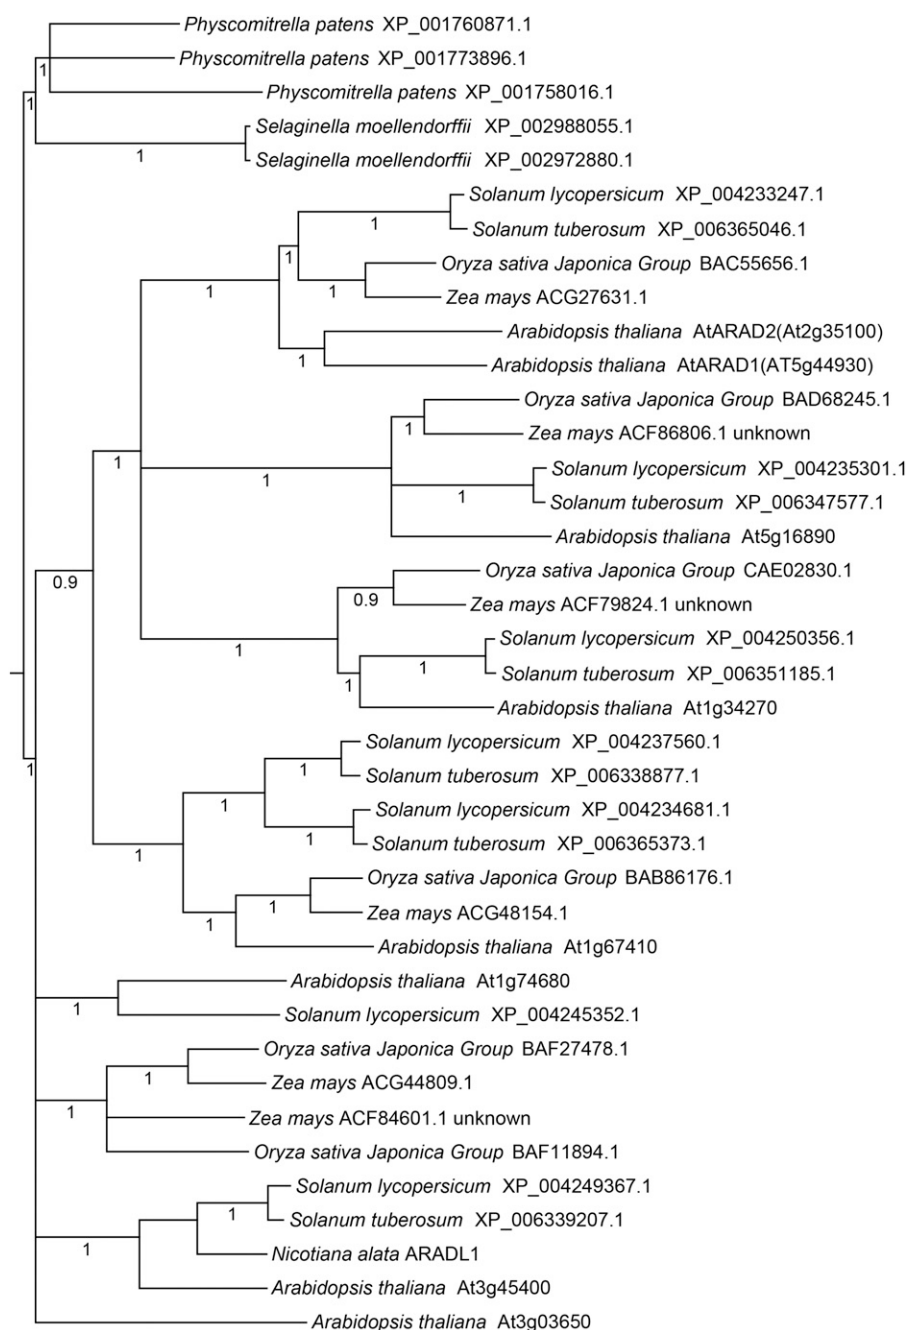 Physcomitrella patens XP_001760871.1
1
Physcomitrella patens XP_001773896.1
1
Physcomitrella patens XP_001758016.1
Selaginella moellendorffii XP_002988055.1
1
Selaginella moellendorffii XP_002972880.1
Solanum lycopersicum XP_004233247.1
1
Solanum tuberosum XP_006365046.1
1
Oryza sativa Japonica Group BAC55656.1
1
1
Zea mays ACG27631.1
Arabidopsis thaliana AtARAD2(At2g35100)
1
Arabidopsis thaliana AtARAD1(AT5g44930)
Oryza sativa Japonica Group BAD68245.1
1
Zea mays ACF86806.1 unknown
1
Solanum lycopersicum XP_004235301.1
1
1
Solanum tuberosum XP_006347577.1
Arabidopsis thaliana At5g16890
Oryza sativa Japonica Group CAE02830.1
0.9
0.9
Zea mays ACF79824.1 unknown
Solanum lycopersicum XP_004250356.1
1
1
Solanum tuberosum XP_006351185.1
1
Arabidopsis thaliana At1g34270
Solanum lycopersicum XP_004237560.1
1
1
Solanum tuberosum XP_006338877.1
1
Solanum lycopersicum XP_004234681.1
1
Solanum tuberosum XP_006365373.1
1
Oryza sativa Japonica Group BAB86176.1
1
Zea mays ACG48154.1
1
Arabidopsis thaliana At1g67410
Arabidopsis thaliana At1g74680
1
Solanum lycopersicum XP_004245352.1
Oryza sativa Japonica Group BAF27478.1
1
Zea mays ACG44809.1
1
Zea mays ACF84601.1 unknown
Oryza sativa Japonica Group BAF11894.1
Solanum lycopersicum XP_004249367.1
1
Solanum tuberosum XP_006339207.1
1
Nicotiana alata ARADL1
Arabidopsis thaliana At3g45400
Arabidopsis thaliana At3g03650